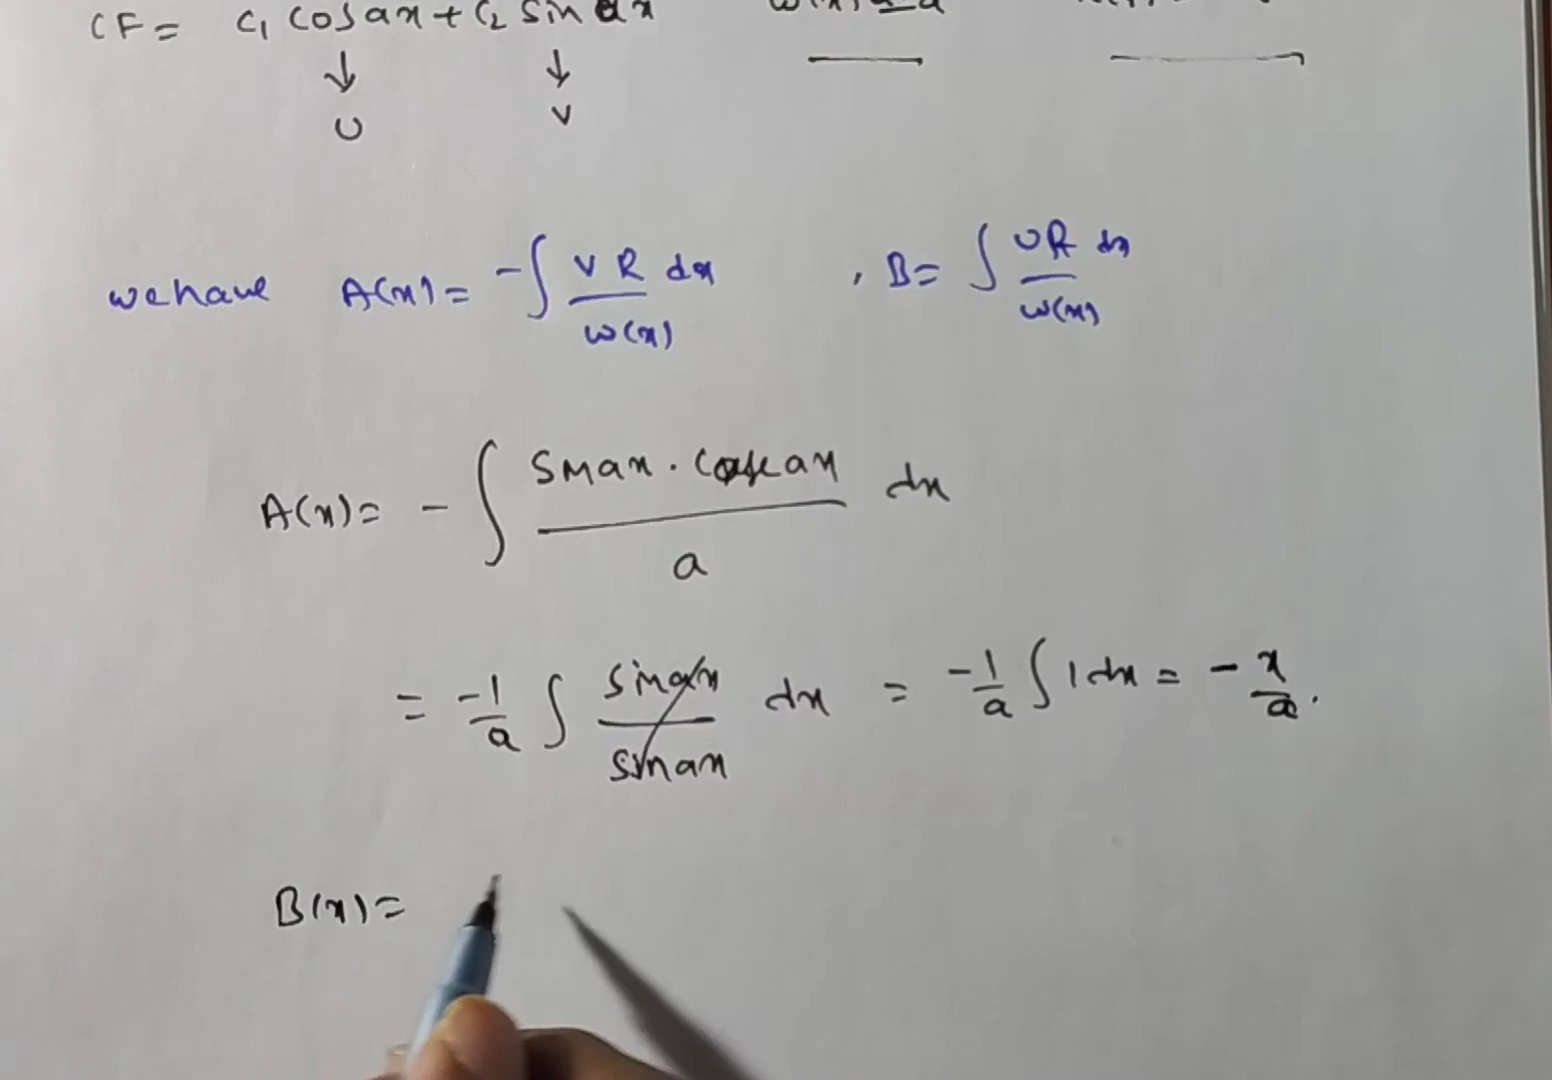 CF = C₁ cos ax + C₂ sin ax
↓ ↓
U V
we have A(x) = -∫ V R dx / w(x) , B = ∫ UR dx / w(x)
A(x) = - ∫ sin ax . cosec ax / a dx
= -1/a ∫ sin ax / sin ax dx = -1/a ∫ 1 dx = - x/a .
B(x) =